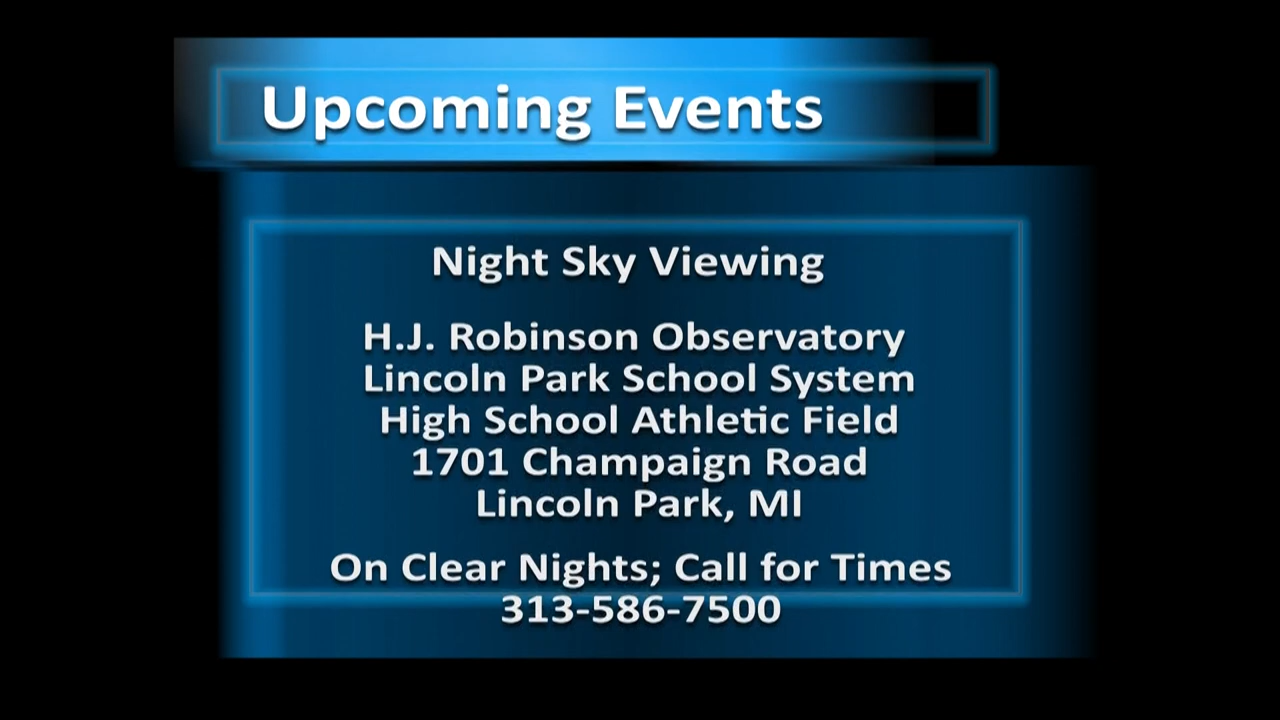 Upcoming Events
Night Sky Viewing
H.J. Robinson Observatory
Lincoln Park School System
High School Athletic Field
1701 Champaign Road
Lincoln Park, MI
On Clear Nights; Call for Times
313-586-7500